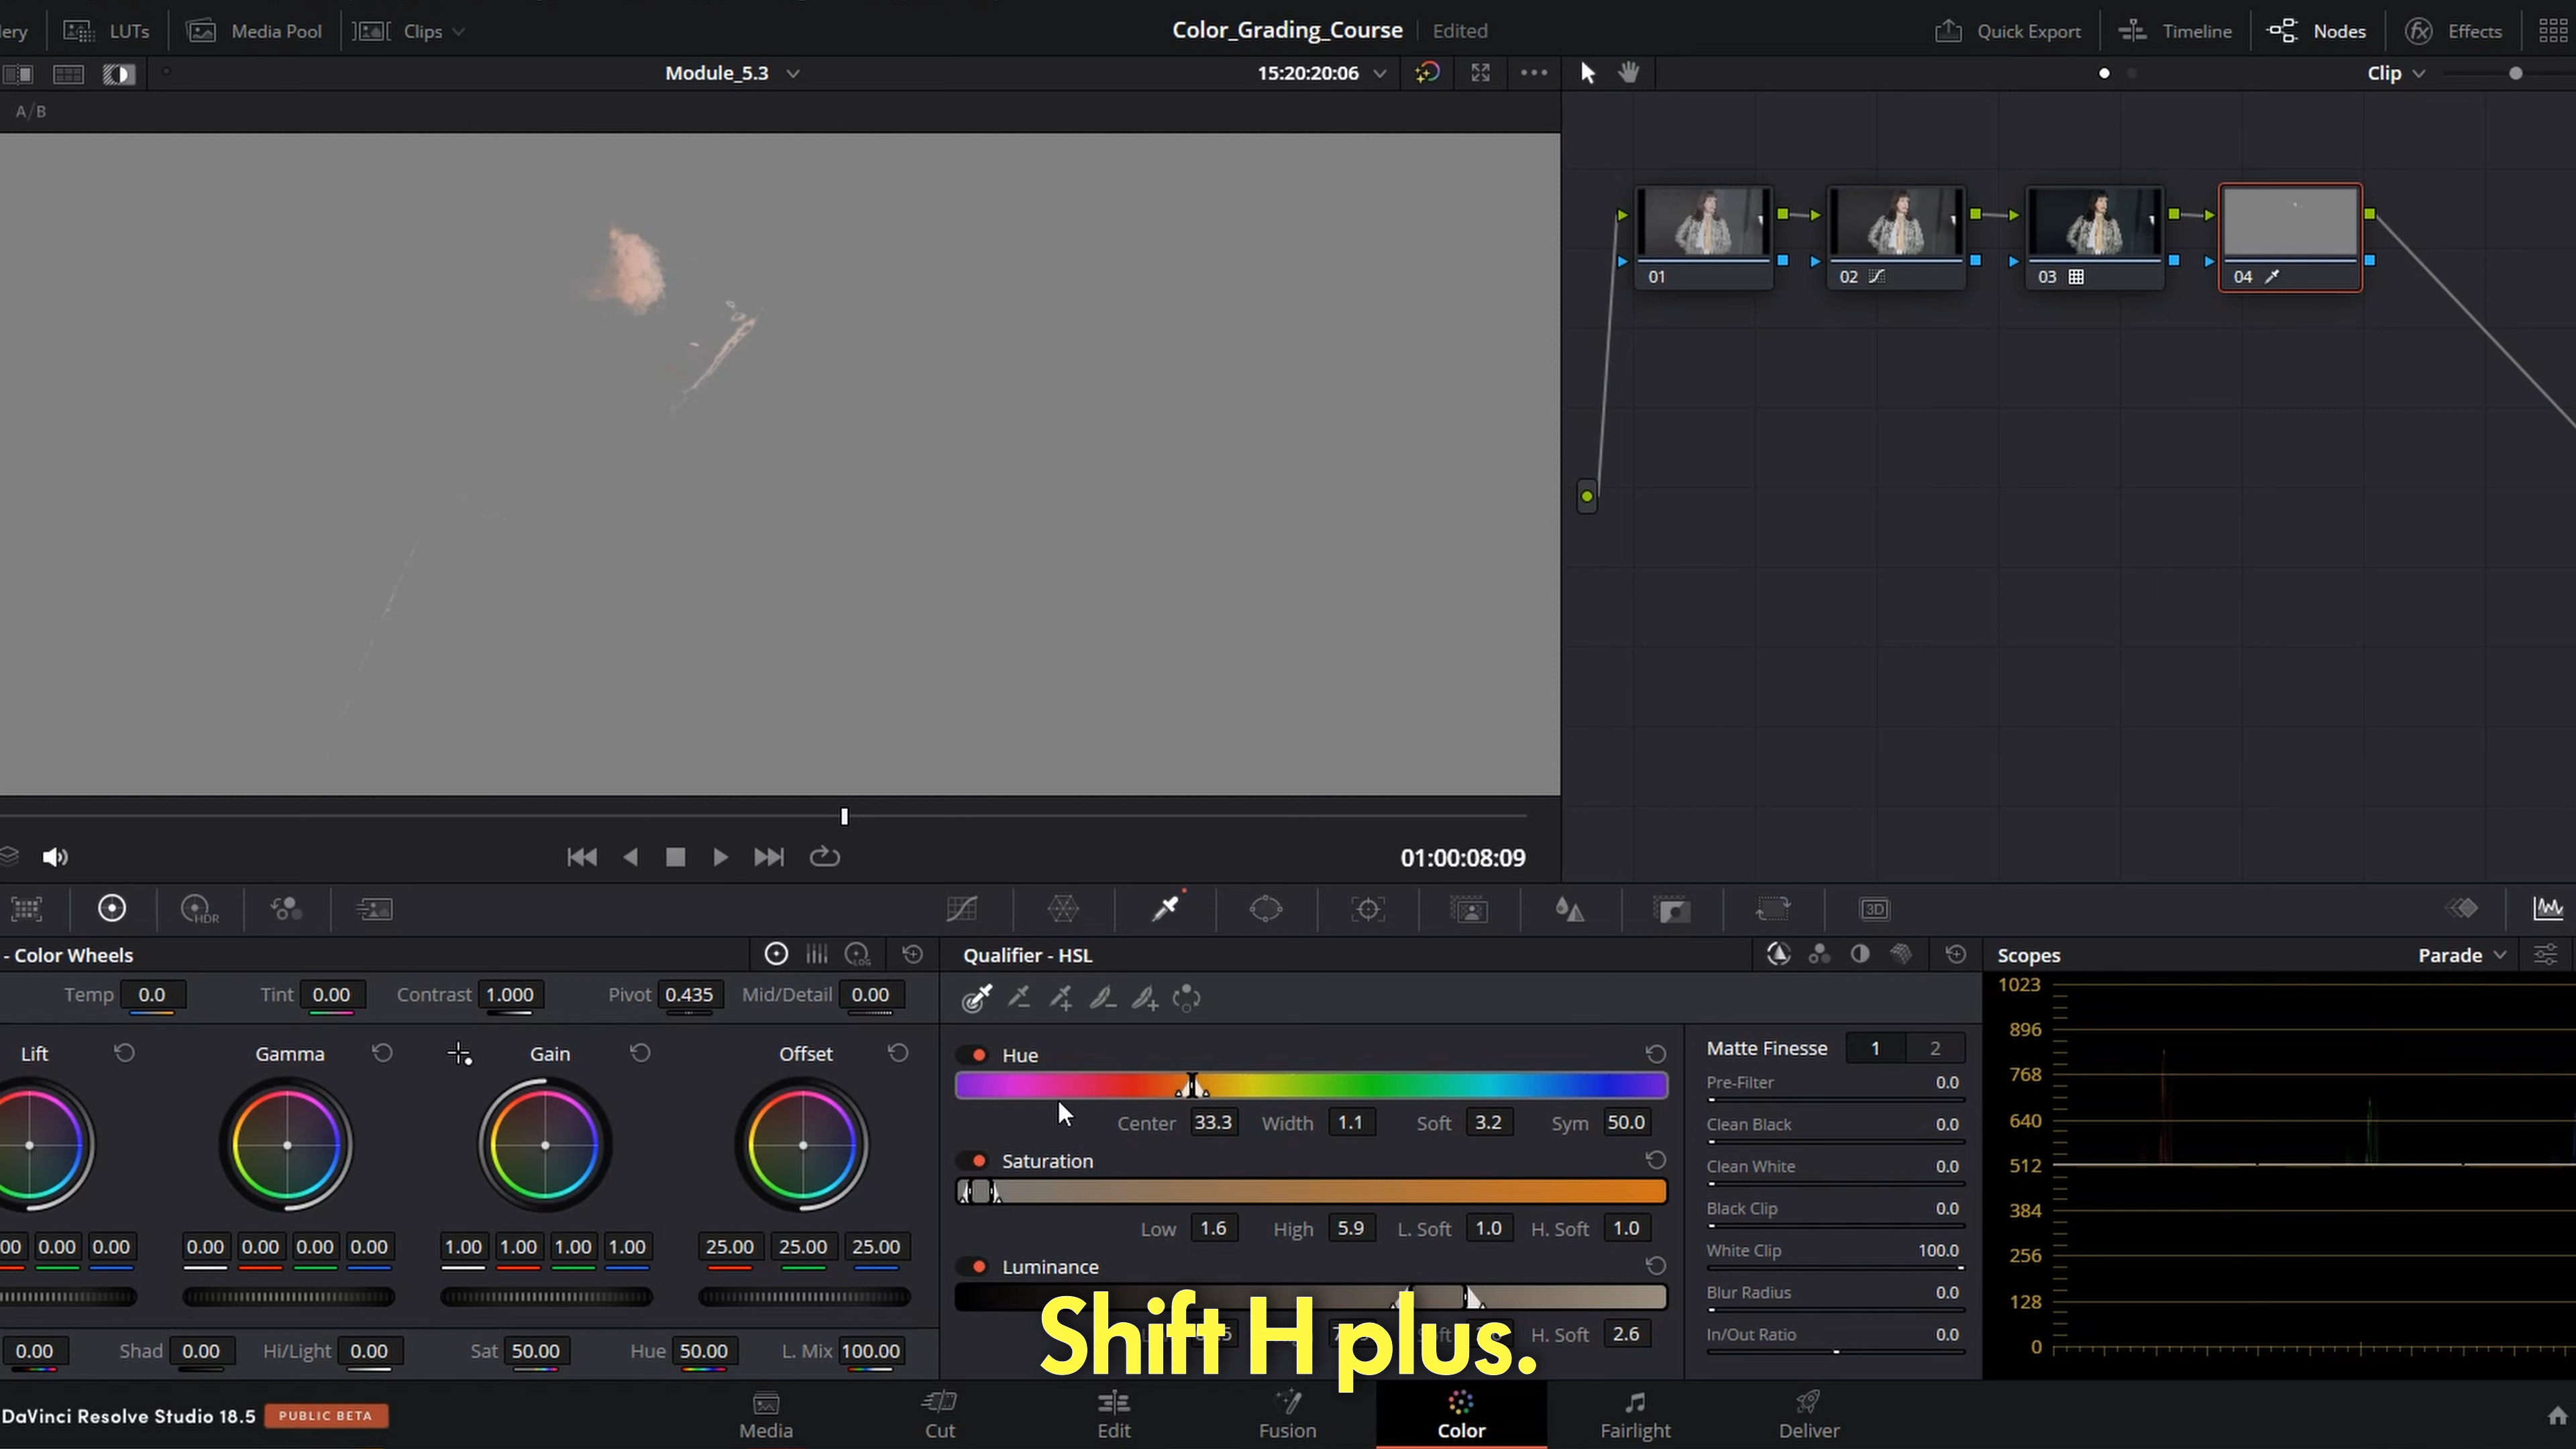 ery LUTs Media Pool Clips Color_Grading_Course Edited Quick Export Timeline Nodes Effects
Module_5.3 15:20:20:06 Clip
A/B
01 02 03 04
01:00:08:09
HDR 3D
- Color Wheels LOG Qualifier - HSL Scopes Parade
Temp 0.0 Tint 0.00 Contrast 1.000 Pivot 0.435 Mid/Detail 0.00
Lift Gamma Gain Offset
00 0.00 0.00 0.00 0.00 0.00 0.00 1.00 1.00 1.00 1.00 25.00 25.00 25.00
0.00 Shad 0.00 Hi/Light 0.00 Sat 50.00 Hue 50.00 L. Mix 100.00
Hue
Center 33.3 Width 1.1 Soft 3.2 Sym 50.0
Saturation
Low 1.6 High 5.9 L. Soft 1.0 H. Soft 1.0
Luminance
H. Soft 2.6
Shift H plus.
Matte Finesse 1 2
Pre-Filter 0.0
Clean Black 0.0
Clean White 0.0
Black Clip 0.0
White Clip 100.0
Blur Radius 0.0
In/Out Ratio 0.0
1023
896
768
640
512
384
256
128
0
DaVinci Resolve Studio 18.5 PUBLIC BETA Media Cut Edit Fusion Color Fairlight Deliver